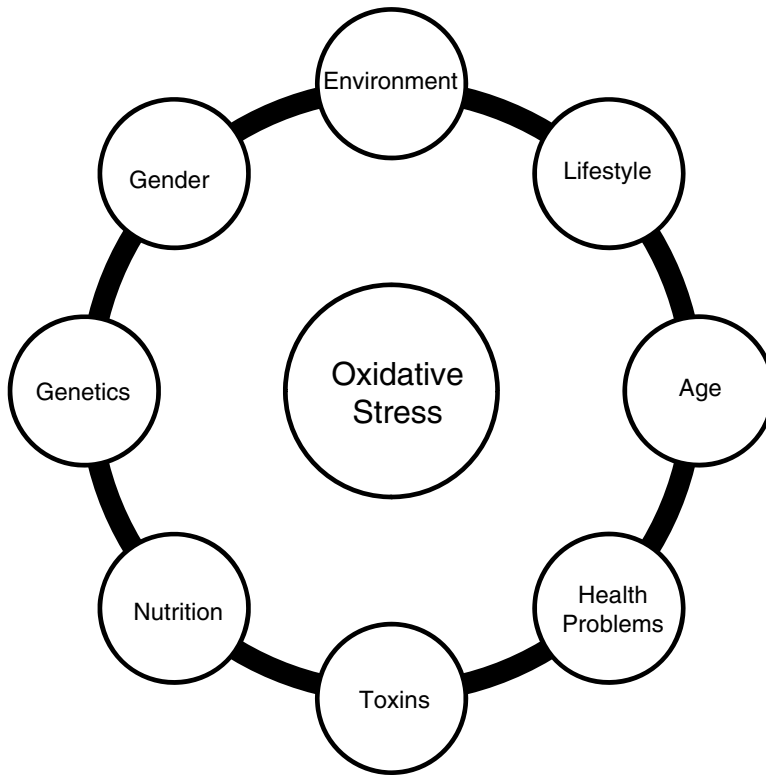 Environment
Lifestyle
Gender
Age
Genetics
Oxidative
Stress
Health
Problems
Nutrition
Toxins